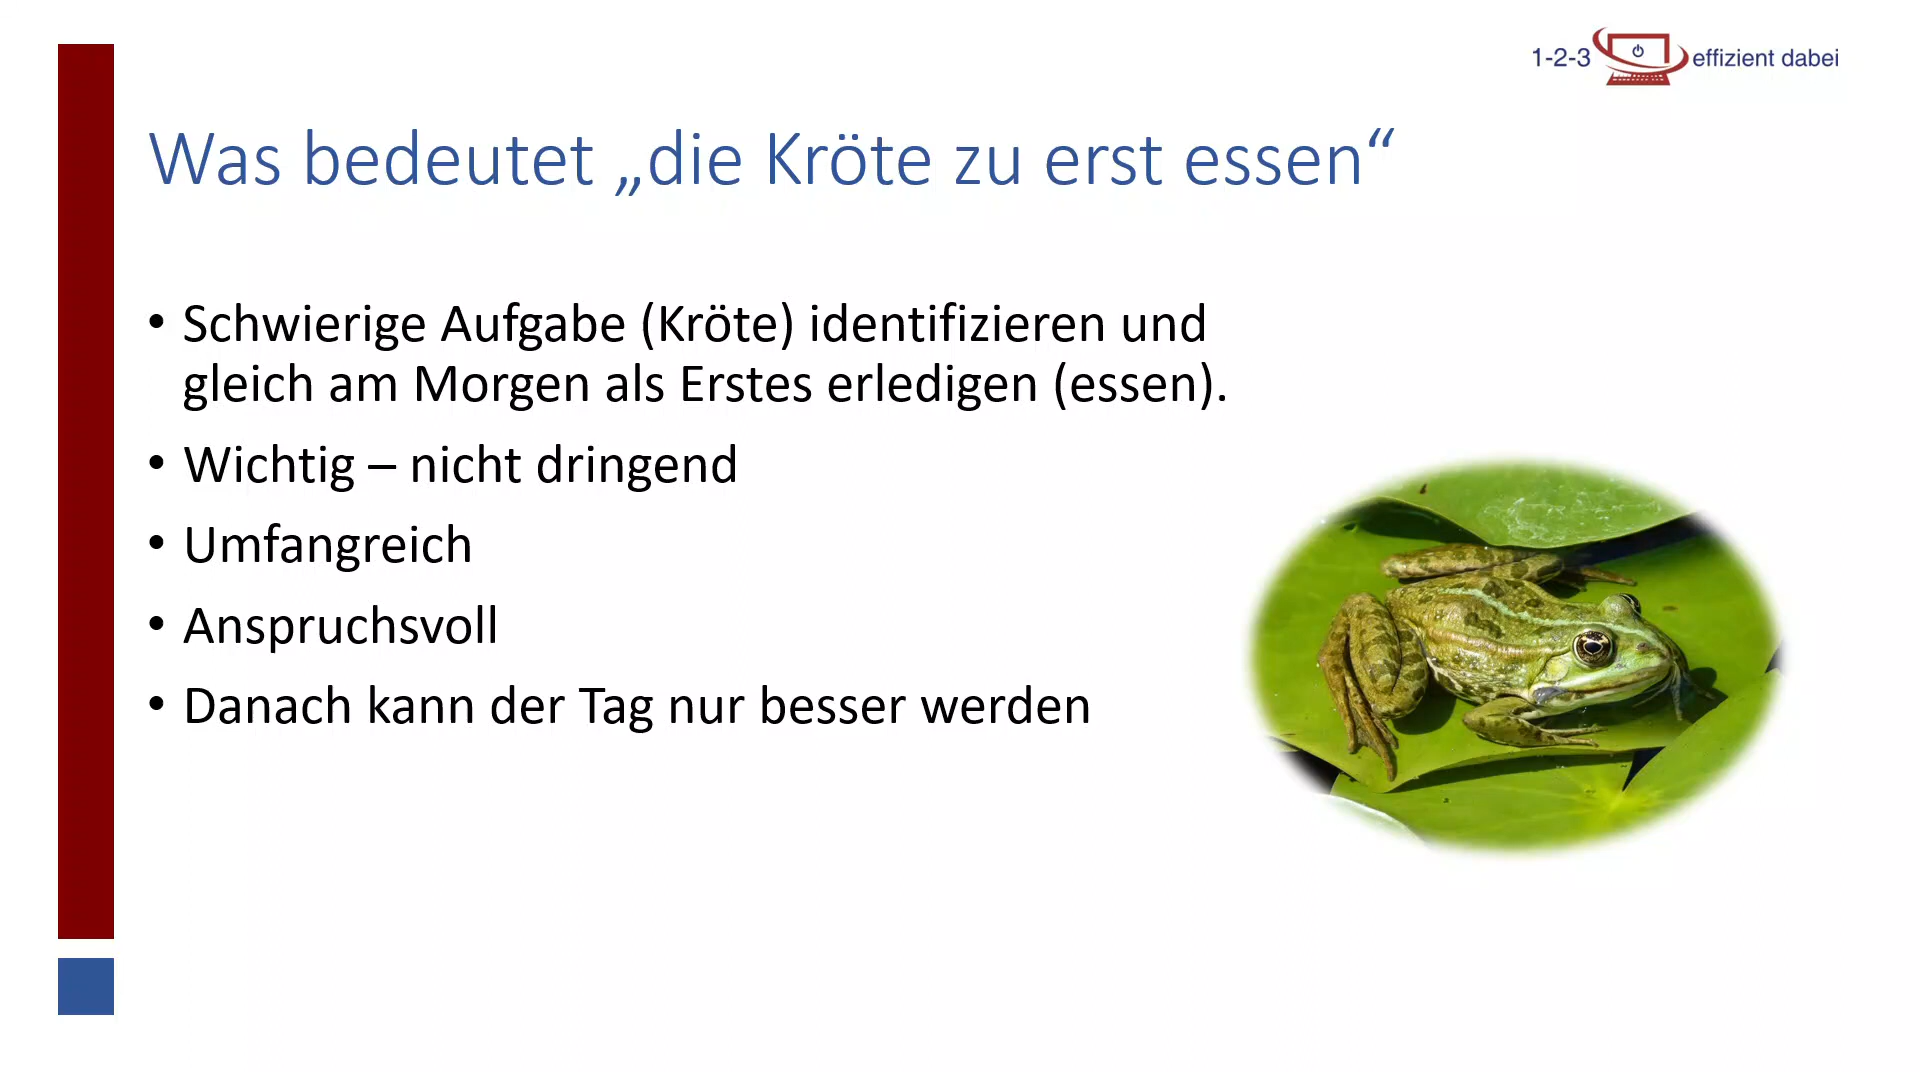 1-2-3 effizient dabei
Was bedeutet „die Kröte zu erst essen“
• Schwierige Aufgabe (Kröte) identifizieren und
gleich am Morgen als Erstes erledigen (essen).
• Wichtig – nicht dringend
• Umfangreich
• Anspruchsvoll
• Danach kann der Tag nur besser werden